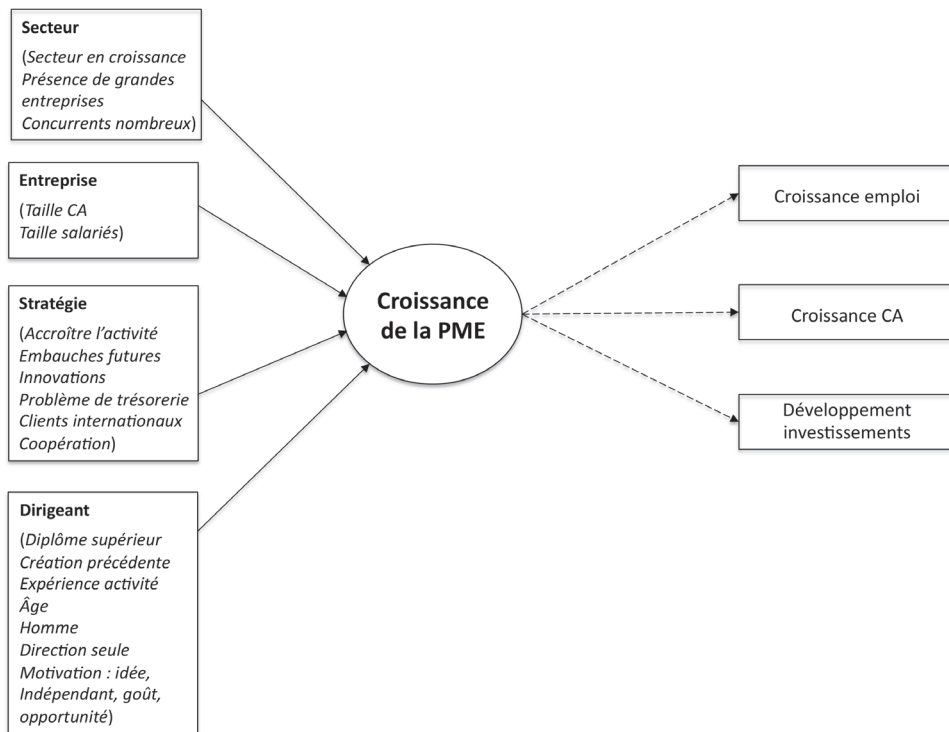 Secteur
(Secteur en croissance
Présence de grandes
entreprises
Concurrents nombreux)
Entreprise
(Taille CA
Taille salariés)
Stratégie
(Accroître l’activité
Embauches futures
Innovations
Problème de trésorerie
Clients internationaux
Coopération)
Dirigeant
(Diplôme supérieur
Création précédente
Expérience activité
Âge
Homme
Direction seule
Motivation : idée,
Indépendant, goût,
opportunité)
Croissance
de la PME
Croissance emploi
Croissance CA
Développement
investissements